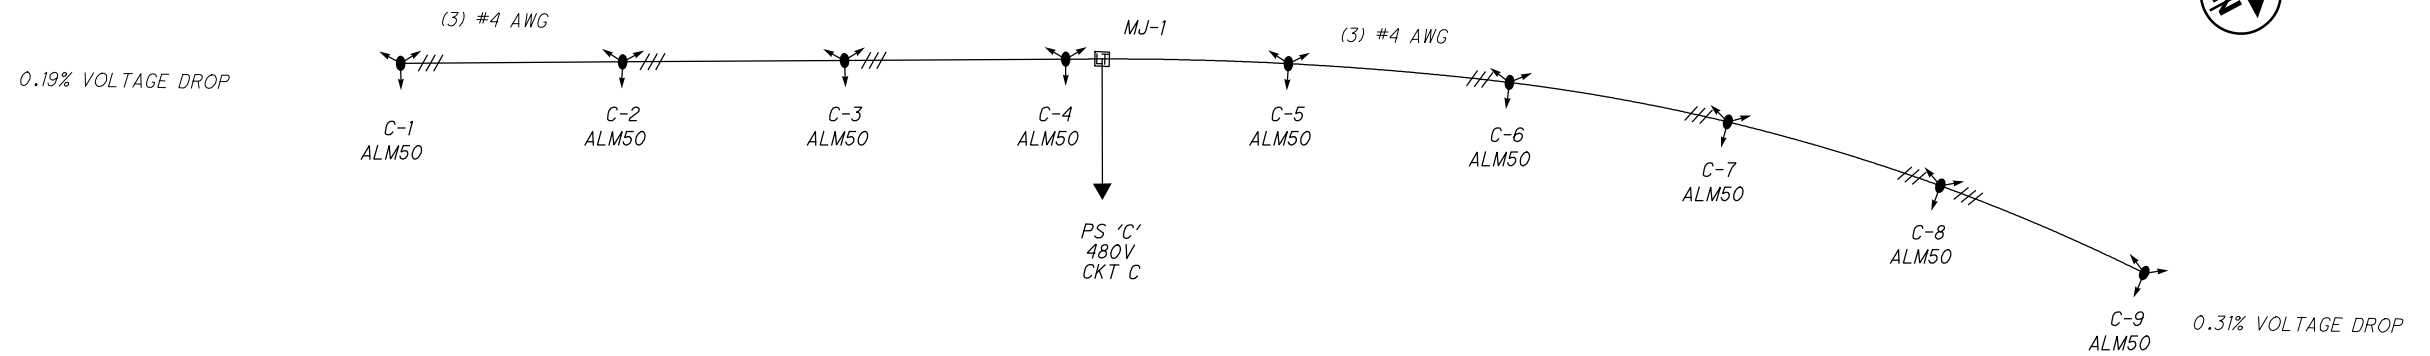 (3) #4 AWG
MJ-1
(3) #4 AWG
N
0.19% VOLTAGE DROP
LT
C-1
ALM50
C-2
ALM50
C-3
ALM50
C-4
ALM50
C-5
ALM50
C-6
ALM50
C-7
ALM50
C-8
ALM50
C-9
ALM50
PS 'C'
480V
CKT C
0.31% VOLTAGE DROP